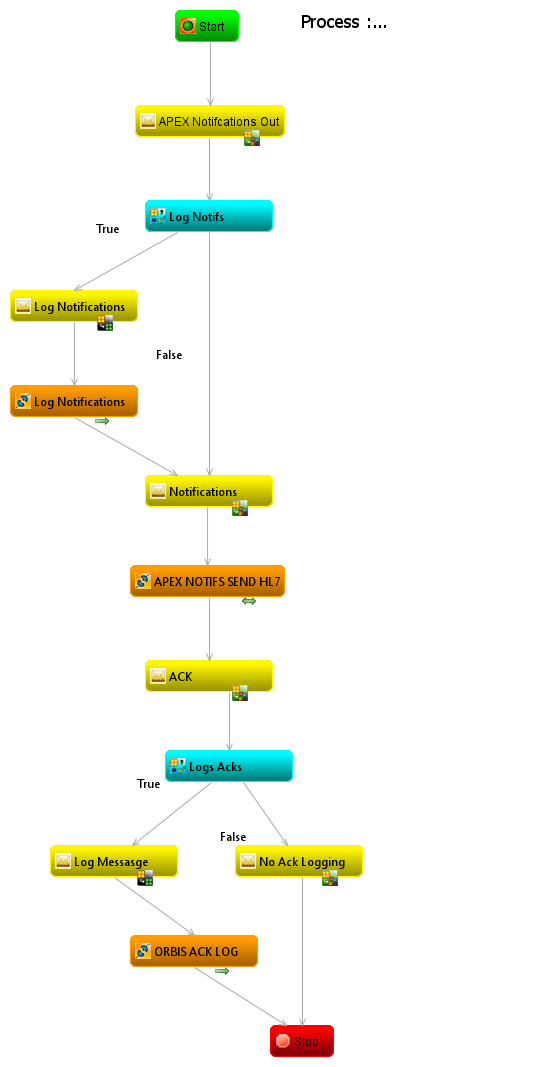 Process :...
Start
APEX Notifcations Out
Log Notifs
True
Log Notifications
False
Log Notifications
Notifications
APEX NOTIFS SEND HL7
ACK
Logs Acks
True
False
Log Messasge
No Ack Logging
ORBIS ACK LOG
Stop